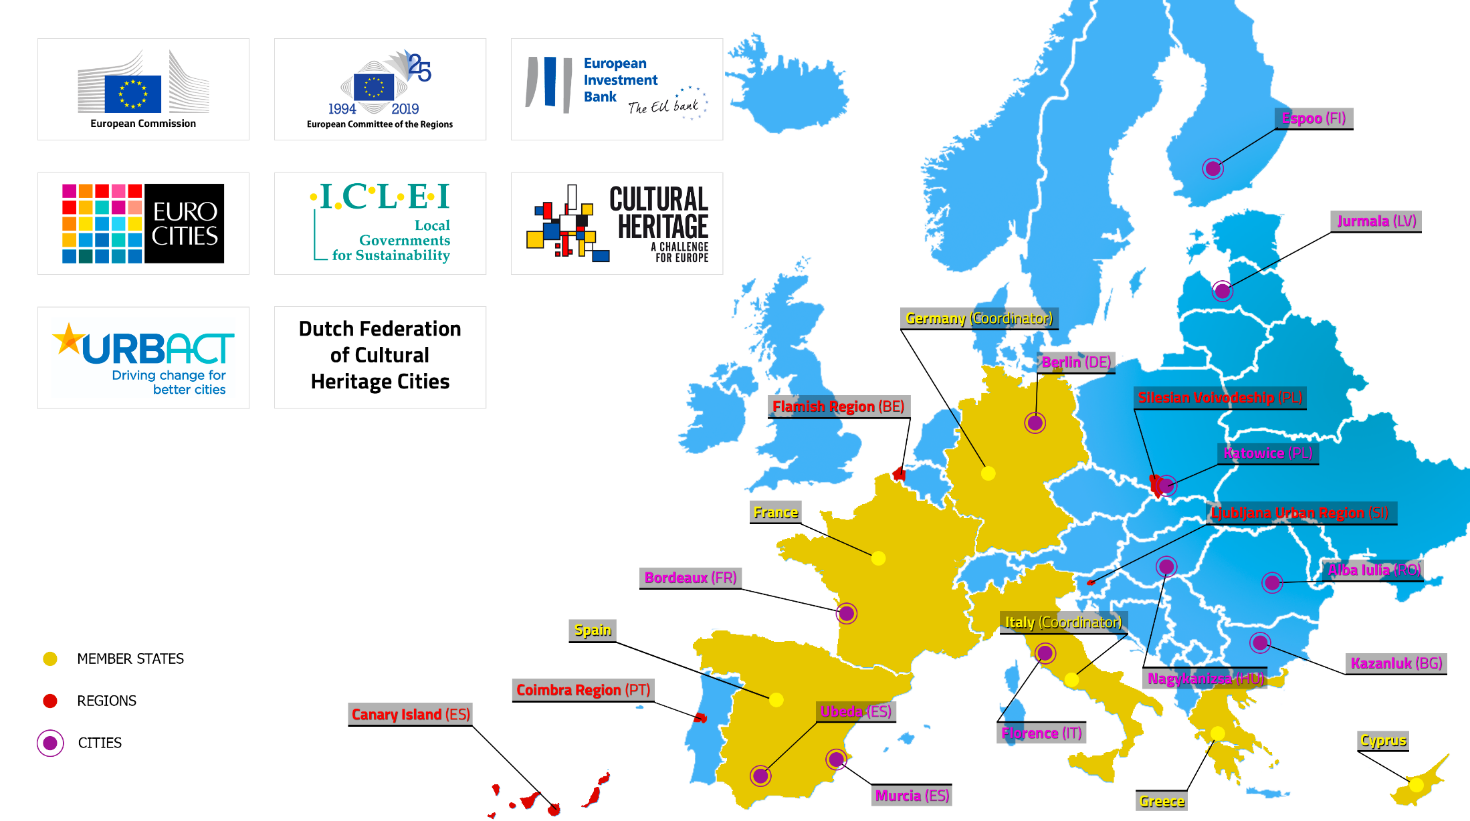 European Commission
25
1994 2019
European Committee of the Regions
European
Investment
Bank
The EU bank
EURO
CITIES
I.C.L.E.I
Local
Governments
for Sustainability
CULTURAL
HERITAGE
A CHALLENGE
FOR EUROPE
URBACT
Driving change for
better cities
Dutch Federation
of Cultural
Heritage Cities
Espoo (FI)
Jurmala (LV)
Germany (Coordinator)
Berlin (DE)
Silesian Voivodeship (PL)
Flamish Region (BE)
Katowice (PL)
France
Ljubljana Urban Region (SI)
Bordeaux (FR)
Alba Iulia (RO)
Spain
Italy (Coordinator)
Kazanluk (BG)
Nagykanizsa (HU)
Coimbra Region (PT)
Canary Island (ES)
Ubeda (ES)
Florence (IT)
Cyprus
Murcia (ES)
Greece
MEMBER STATES
REGIONS
CITIES